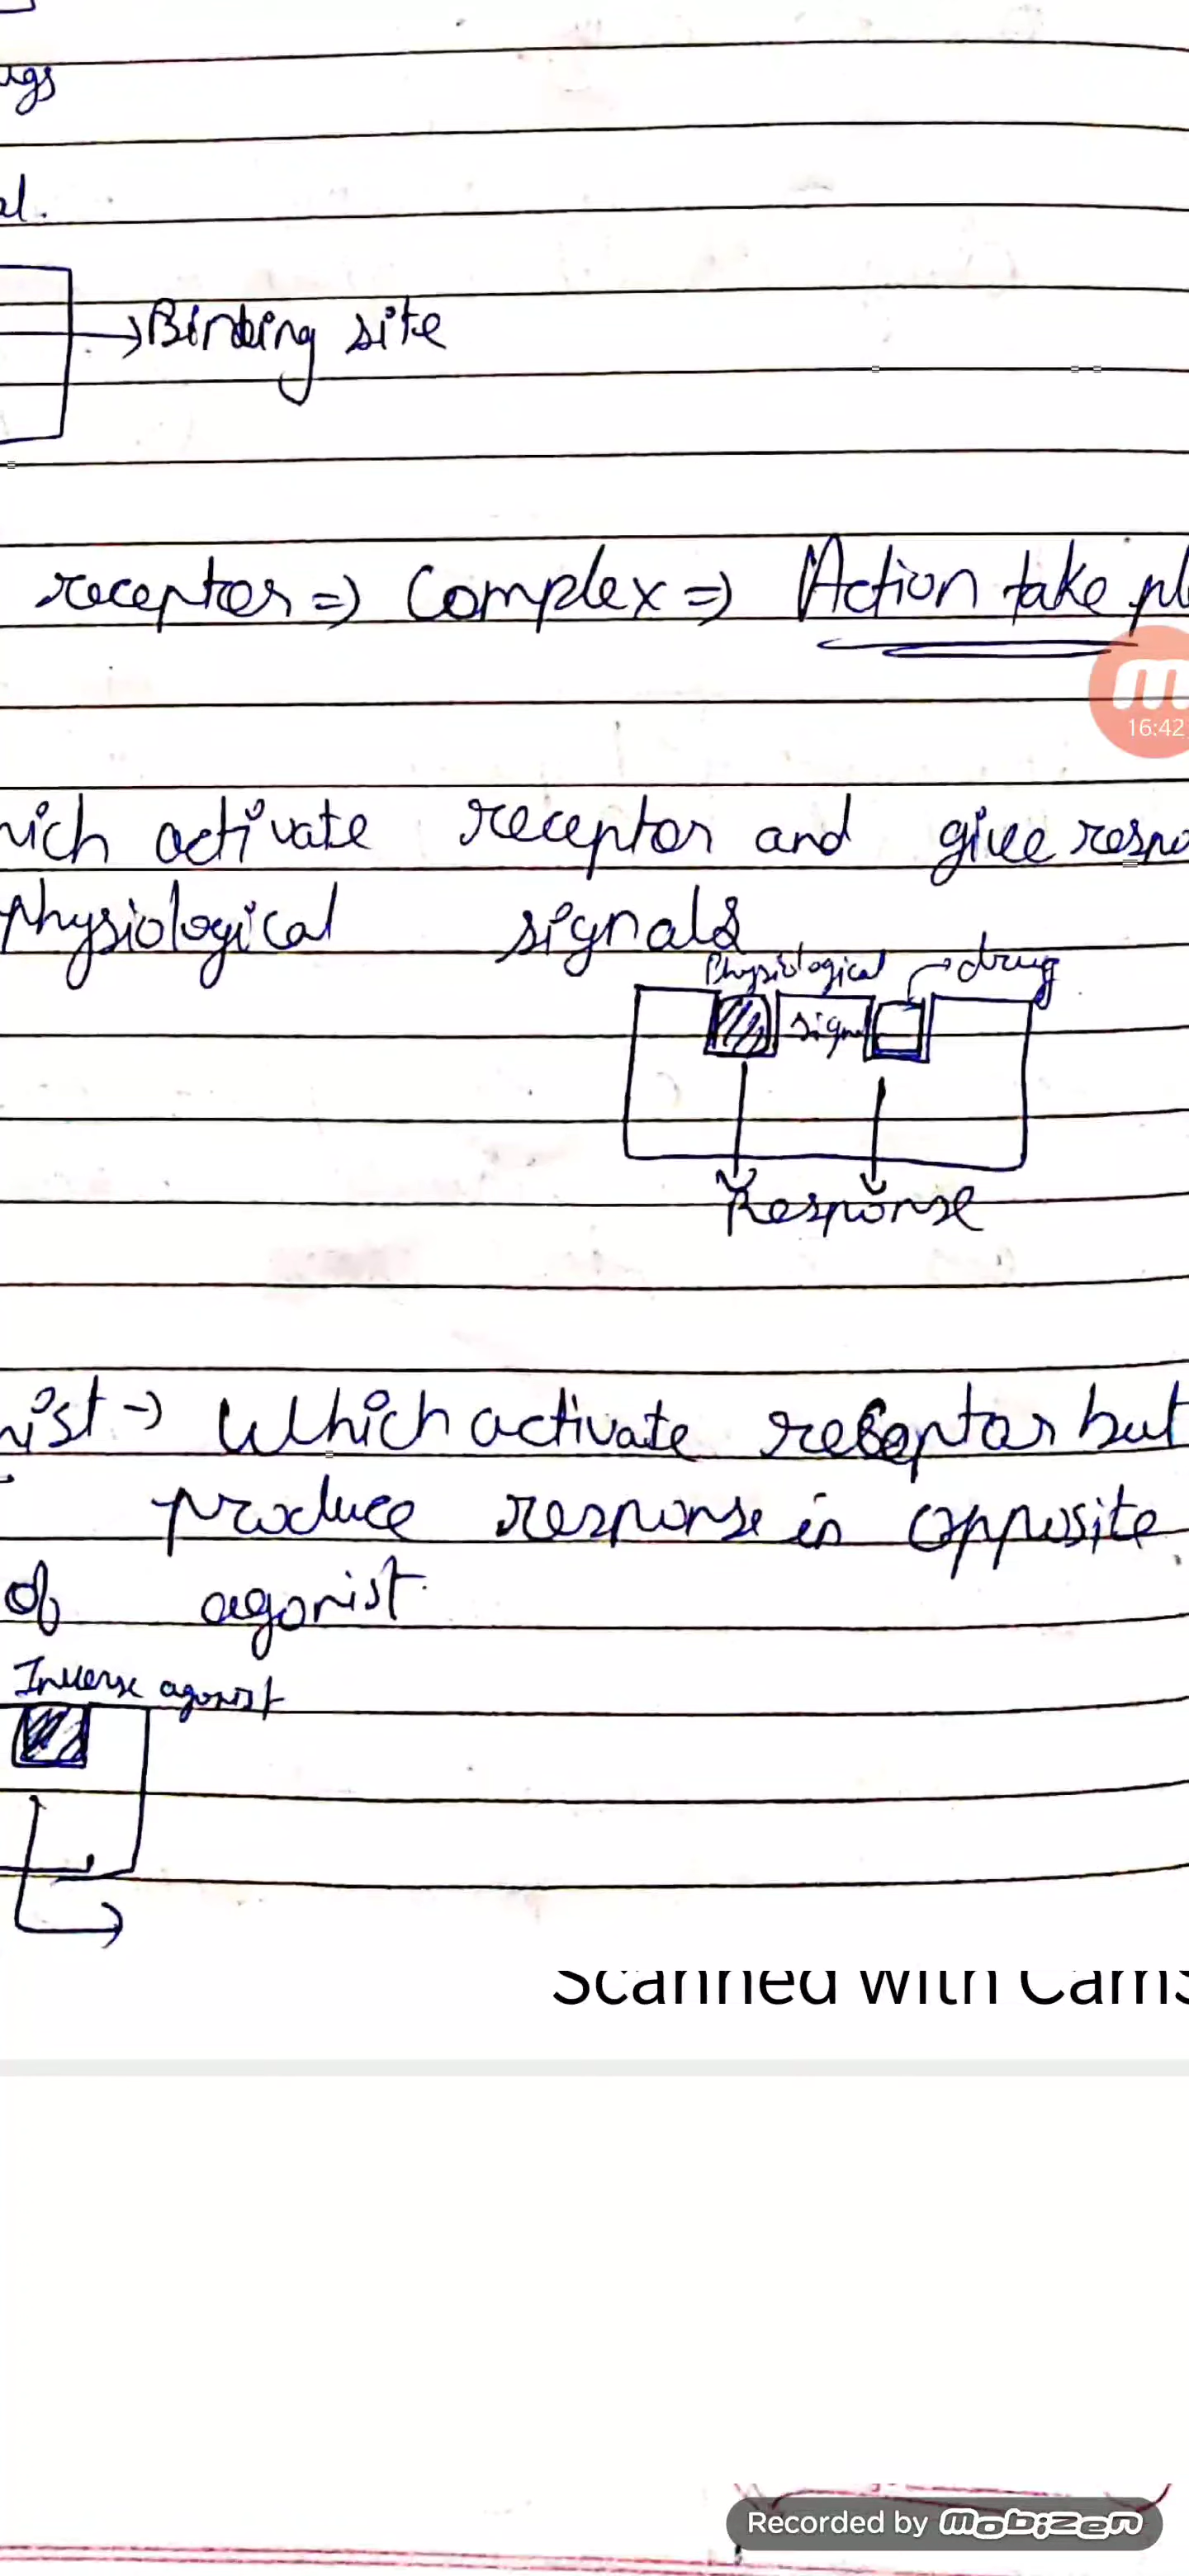 ugs
al.
Binding site
receptor => Complex => Action take pl
16:42
hich activate receptor and give respo
physiological signals
Physiological drug
signal
Response
nist → Which activate receptor but
produce response in opposite
of agonist.
Inverse agonist
Scanned with Cams
Recorded by mobizen